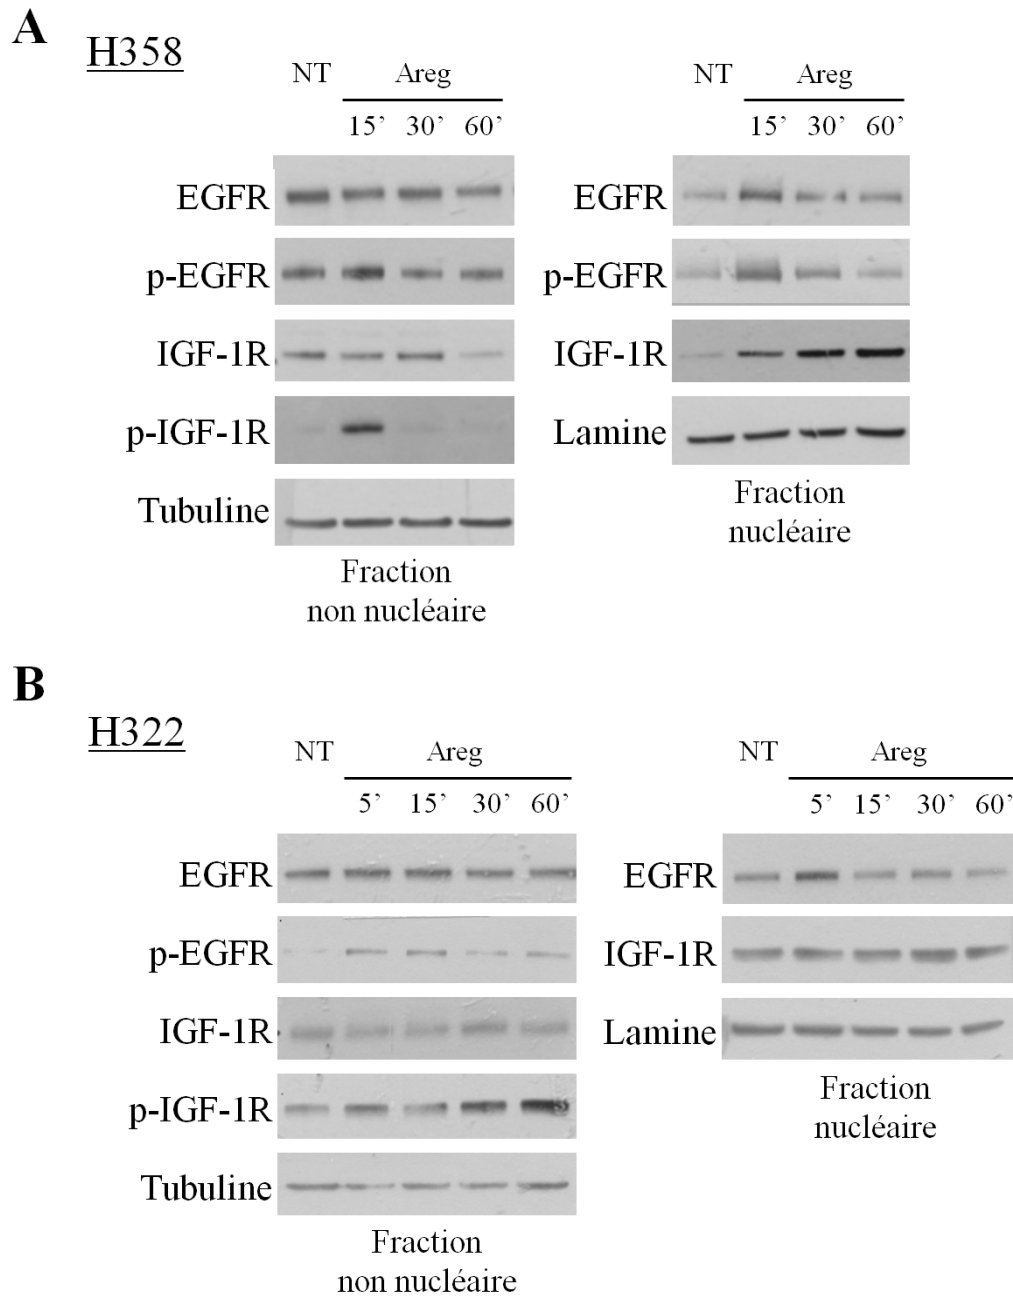 A
H358
NT Areg
15’ 30’ 60’
EGFR
p-EGFR
IGF-1R
p-IGF-1R
Tubuline
Fraction
non nucléaire
NT Areg
15’ 30’ 60’
EGFR
p-EGFR
IGF-1R
Lamine
Fraction
nucléaire
B
H322
NT Areg
5’ 15’ 30’ 60’
EGFR
p-EGFR
IGF-1R
p-IGF-1R
Tubuline
Fraction
non nucléaire
NT Areg
5’ 15’ 30’ 60’
EGFR
IGF-1R
Lamine
Fraction
nucléaire